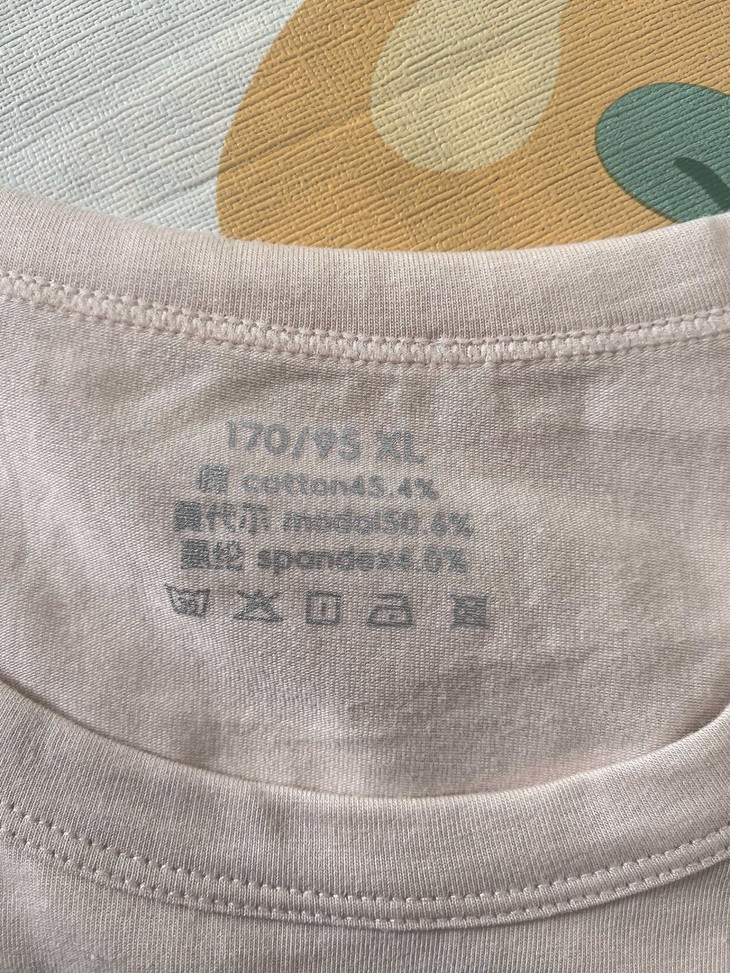 170/95 XL
棉 cotton45.4%
莫代尔 modal50.6%
氨纶 spandex4.0%